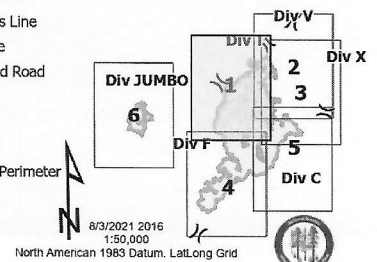 s Line
Div V
e
Div I
Div X
2
d Road
Div JUMBO
1
3
6
Div F
5
Perimeter
Div C
4
N
8/3/2021 2016
1:50,000
North American 1983 Datum. LatLong Grid